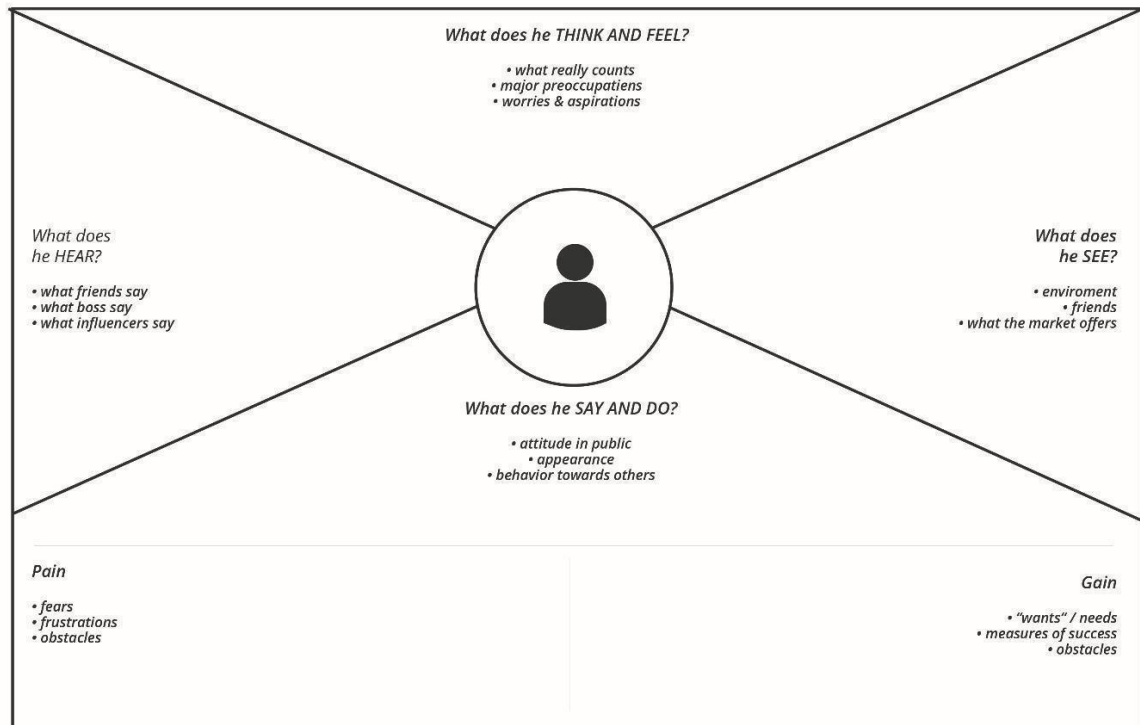 What does he THINK AND FEEL?
• what really counts
• major preoccupatiens
• worries & aspirations
What does
he HEAR?
• what friends say
• what boss say
• what influencers say
What does
he SEE?
• enviroment
• friends
• what the market offers
What does he SAY AND DO?
• attitude in public
• appearance
• behavior towards others
Pain
• fears
• frustrations
• obstacles
Gain
• “wants“ / needs
• measures of success
• obstacles